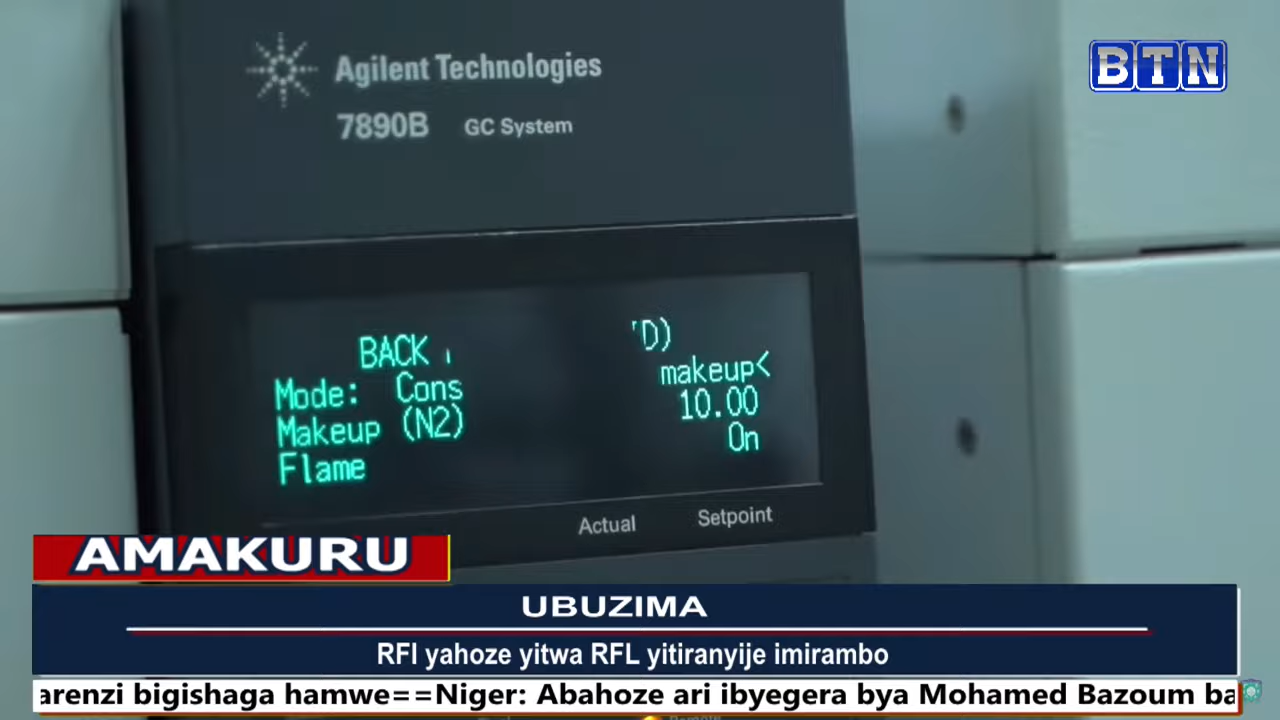 Agilent Technologies
BTN
7890B GC System
BACK
'D)
Mode: Cons makeup<
Makeup (N2) 10.00
Flame On
Actual Setpoint
AMAKURU
UBUZIMA
RFI yahoze yitwa RFL yitiranyije imirambo
arenzi bigishaga hamwe==Niger: Abahoze ari ibyegera bya Mohamed Bazoum ba